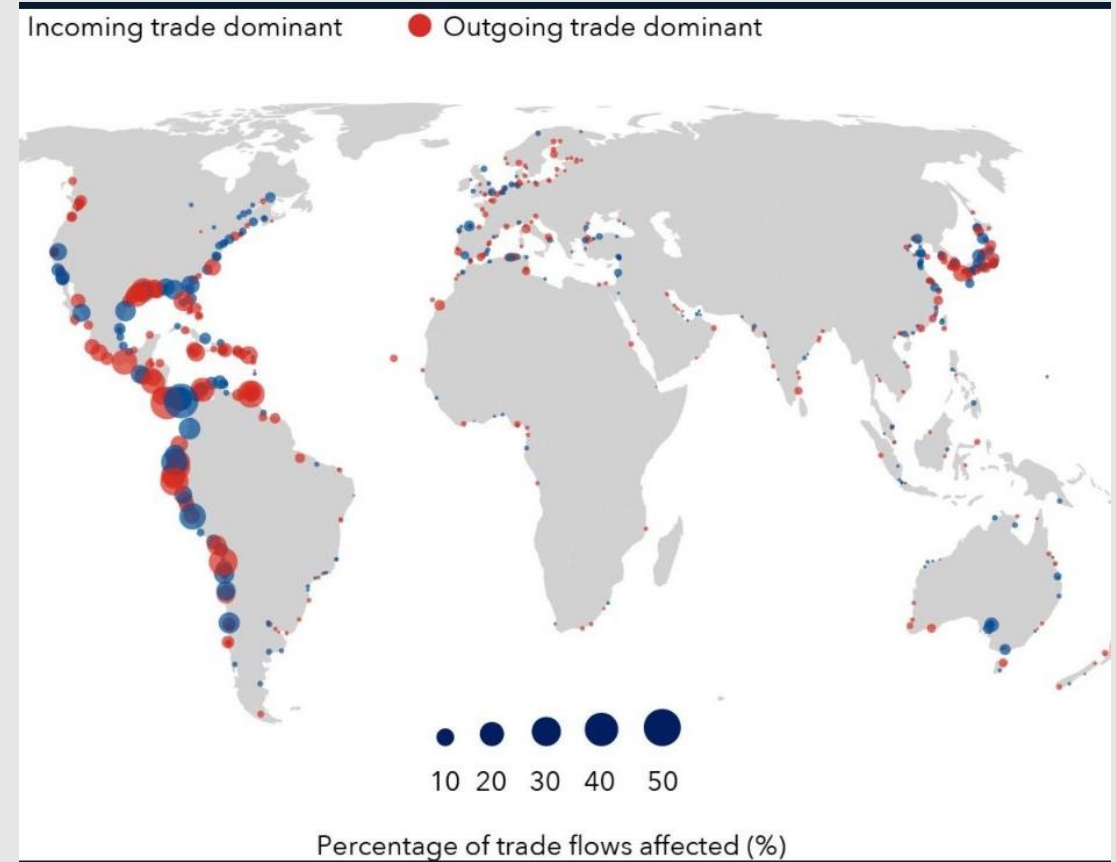 Incoming trade dominant Outgoing trade dominant
10 20 30 40 50
Percentage of trade flows affected (%)